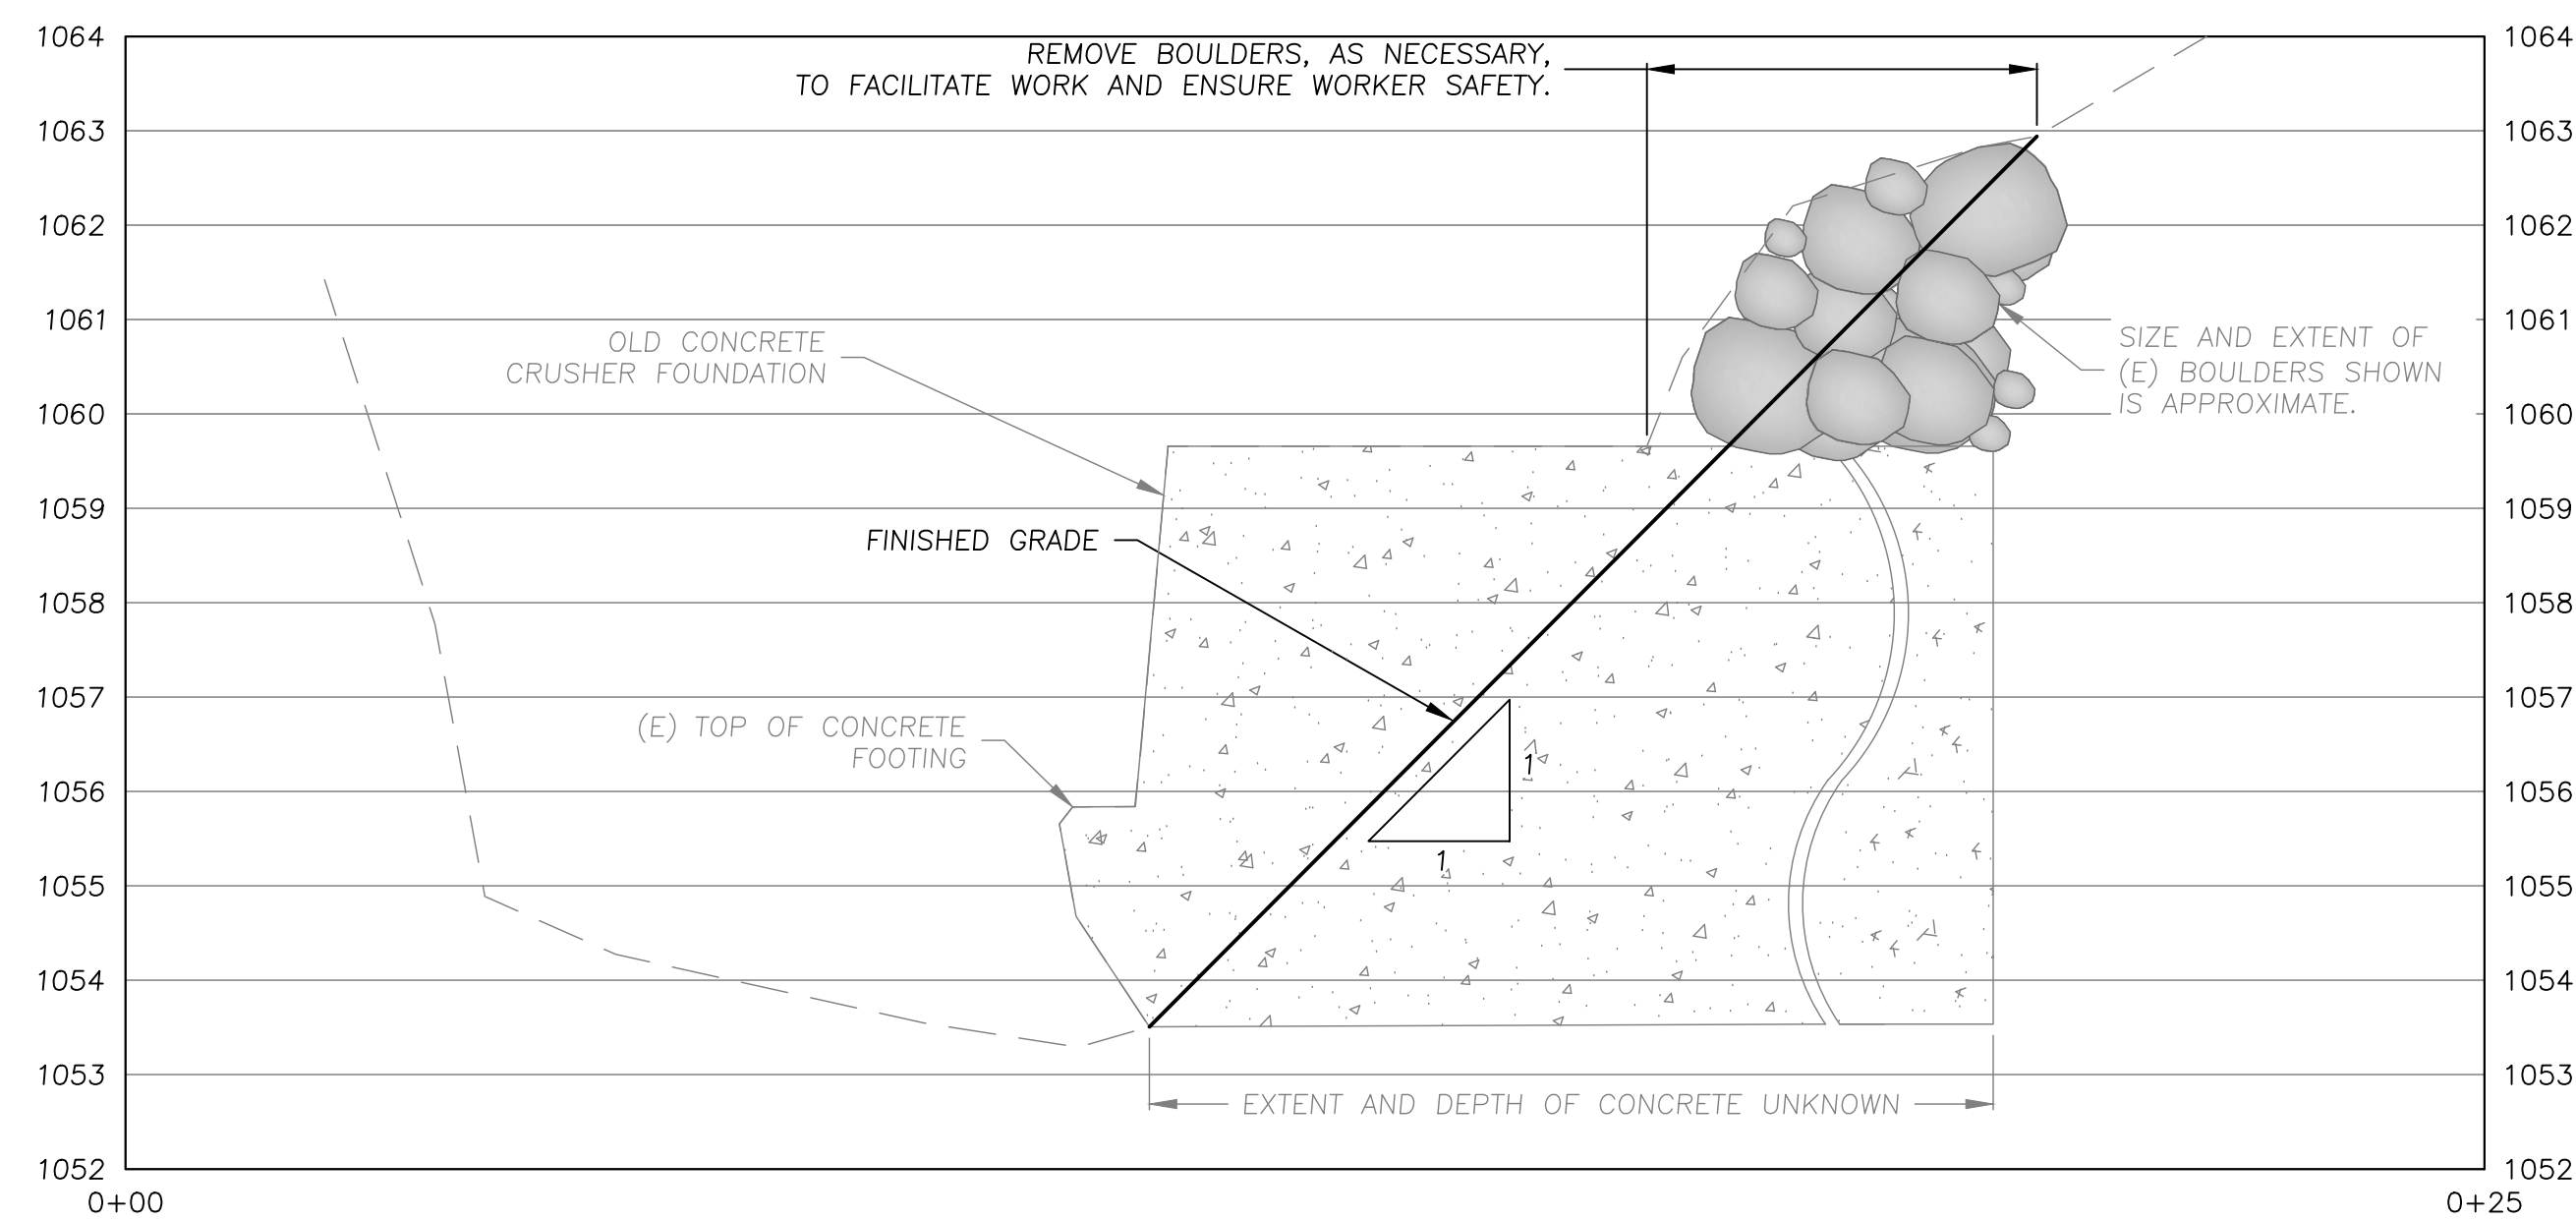 1064 1064
REMOVE BOULDERS, AS NECESSARY,
TO FACILITATE WORK AND ENSURE WORKER SAFETY.
1063 1063
1062 1062
1061 1061
OLD CONCRETE
CRUSHER FOUNDATION
SIZE AND EXTENT OF
(E) BOULDERS SHOWN
IS APPROXIMATE.
1060 1060
1059 1059
FINISHED GRADE
1058 1058
1057 1057
(E) TOP OF CONCRETE
FOOTING
1
1056 1056
1
1055 1055
1054 1054
1053 1053
EXTENT AND DEPTH OF CONCRETE UNKNOWN
1052 1052
0+00 0+25